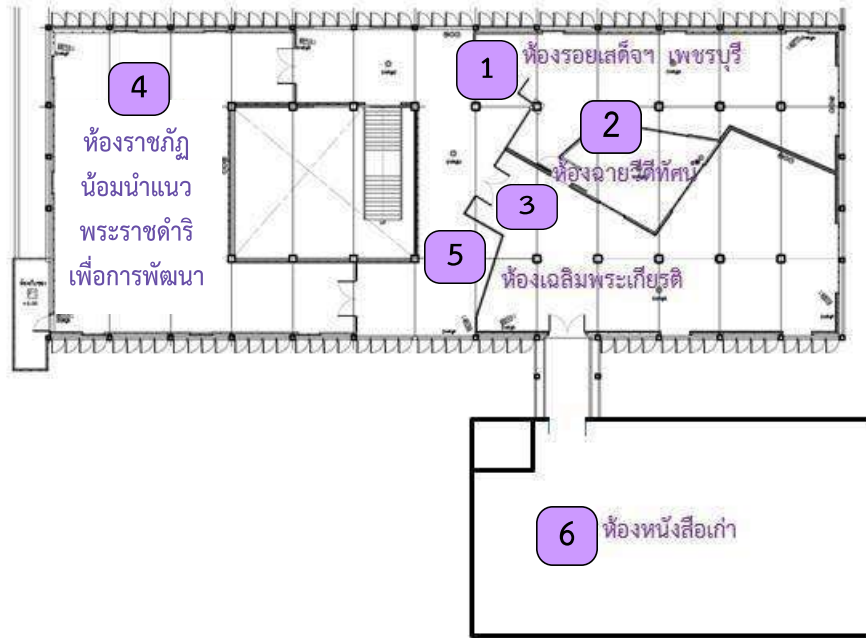 1
ห้องรอยเสด็จฯ เพชรบุรี
2
ห้องฉายวีดีทัศน์
3
4
ห้องราชภัฏ
น้อมนำแนว
พระราชดำริ
เพื่อการพัฒนา
5
ห้องเฉลิมพระเกียรติ
6
ห้องหนังสือเก่า